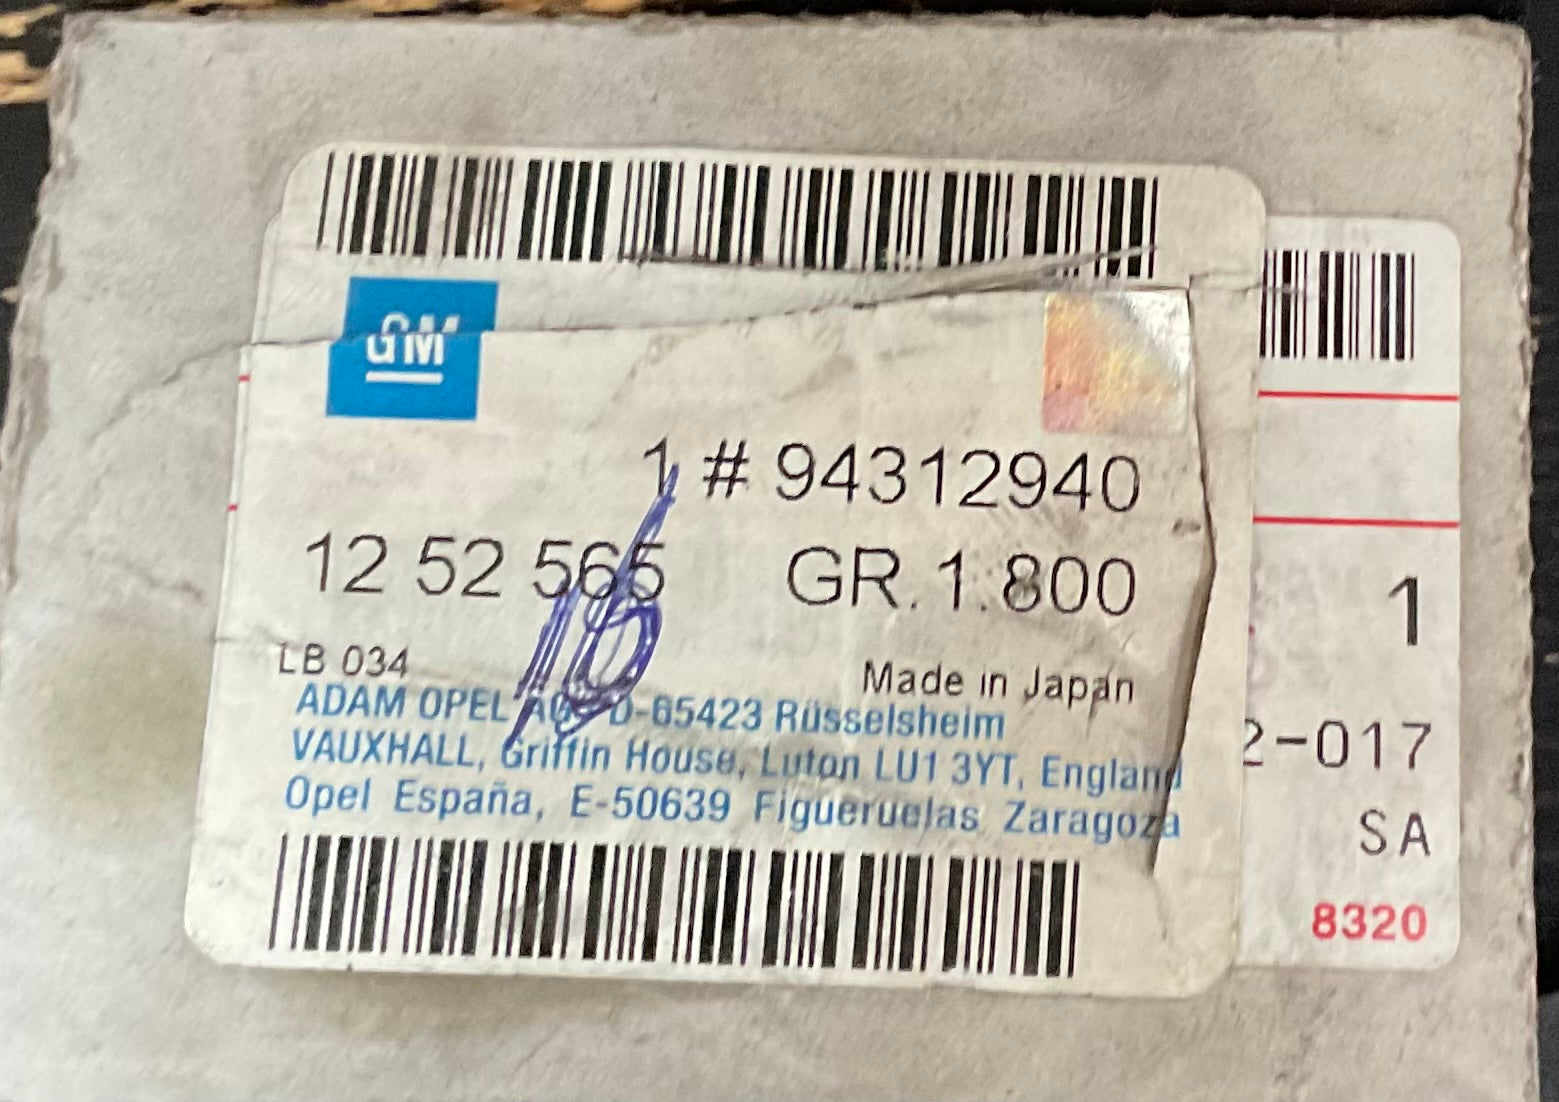 GM
1 # 94312940
12 52 565 GR. 1.800
LB 034 Made in Japan
ADAM OPEL AG D-65423 Rüsselsheim
VAUXHALL, Griffin House, Luton LU1 3YT, England
Opel España, E-50639 Figueruelas Zaragoza
1
2-017
SA
8320